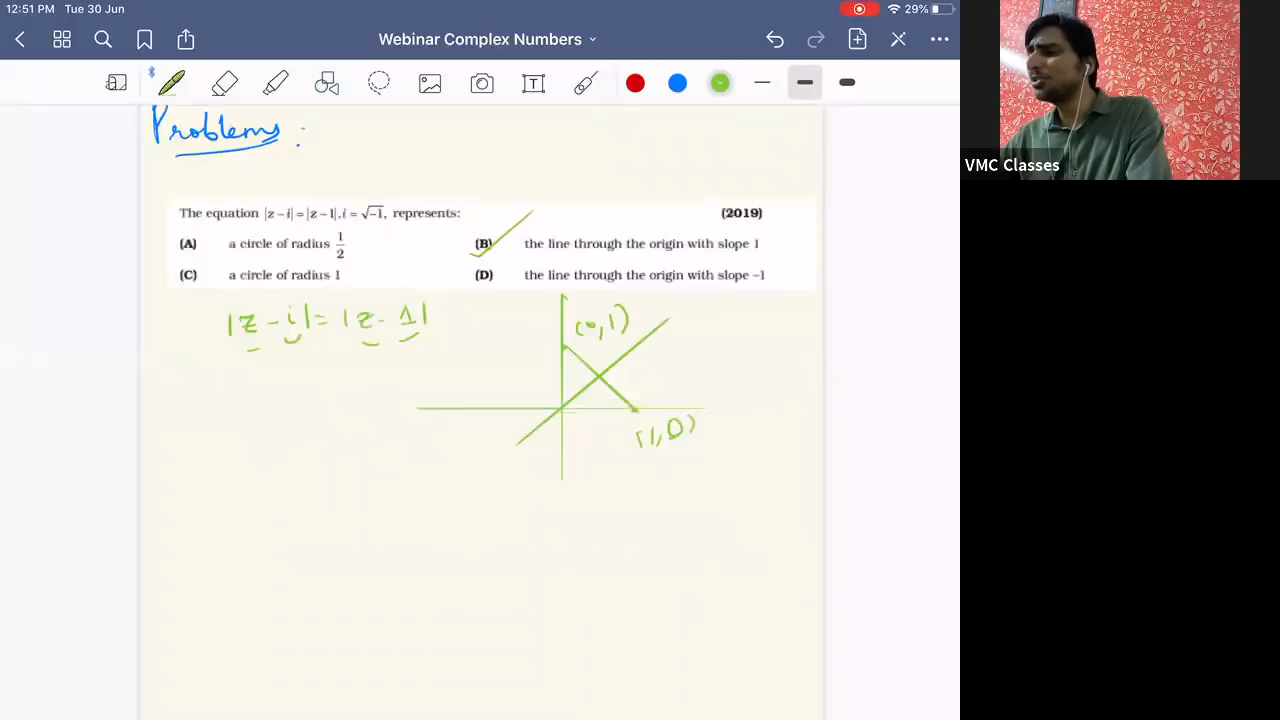 12:51 PM Tue 30 Jun
29%
Webinar Complex Numbers
T
Problems :
VMC Classes
The equation |z − i| = |z − 1|, i = √−1, represents: (2019)
(A) a circle of radius 1/2 (B) the line through the origin with slope 1
(C) a circle of radius 1 (D) the line through the origin with slope −1
|z − i| = |z − 1|
(0,1)
(1,0)